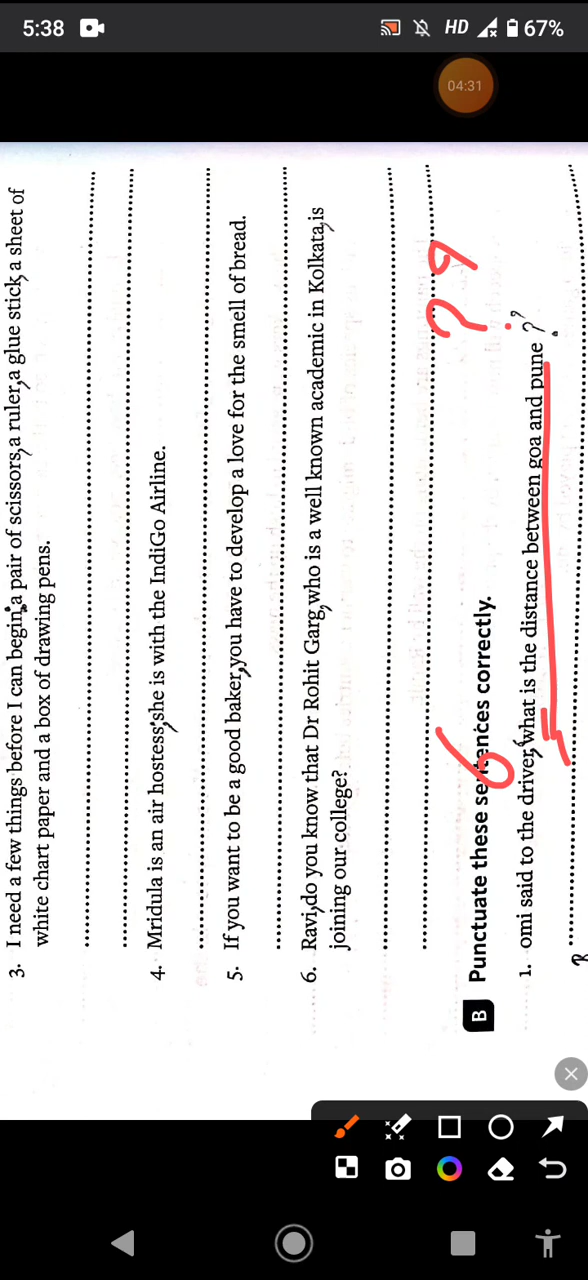 5:38 HD 67%
04:31
3. I need a few things before I can begin:a pair of scissors,a ruler,a glue stick,a sheet of
white chart paper and a box of drawing pens.
4. Mridula is an air hostess;she is with the IndiGo Airline.
5. If you want to be a good baker,you have to develop a love for the smell of bread.
6. Ravi,do you know that Dr Rohit Garg,who is a well known academic in Kolkata,is
joining our college?
B Punctuate these sentences correctly.
1. omi said to the driver,"what is the distance between goa and pune ?"